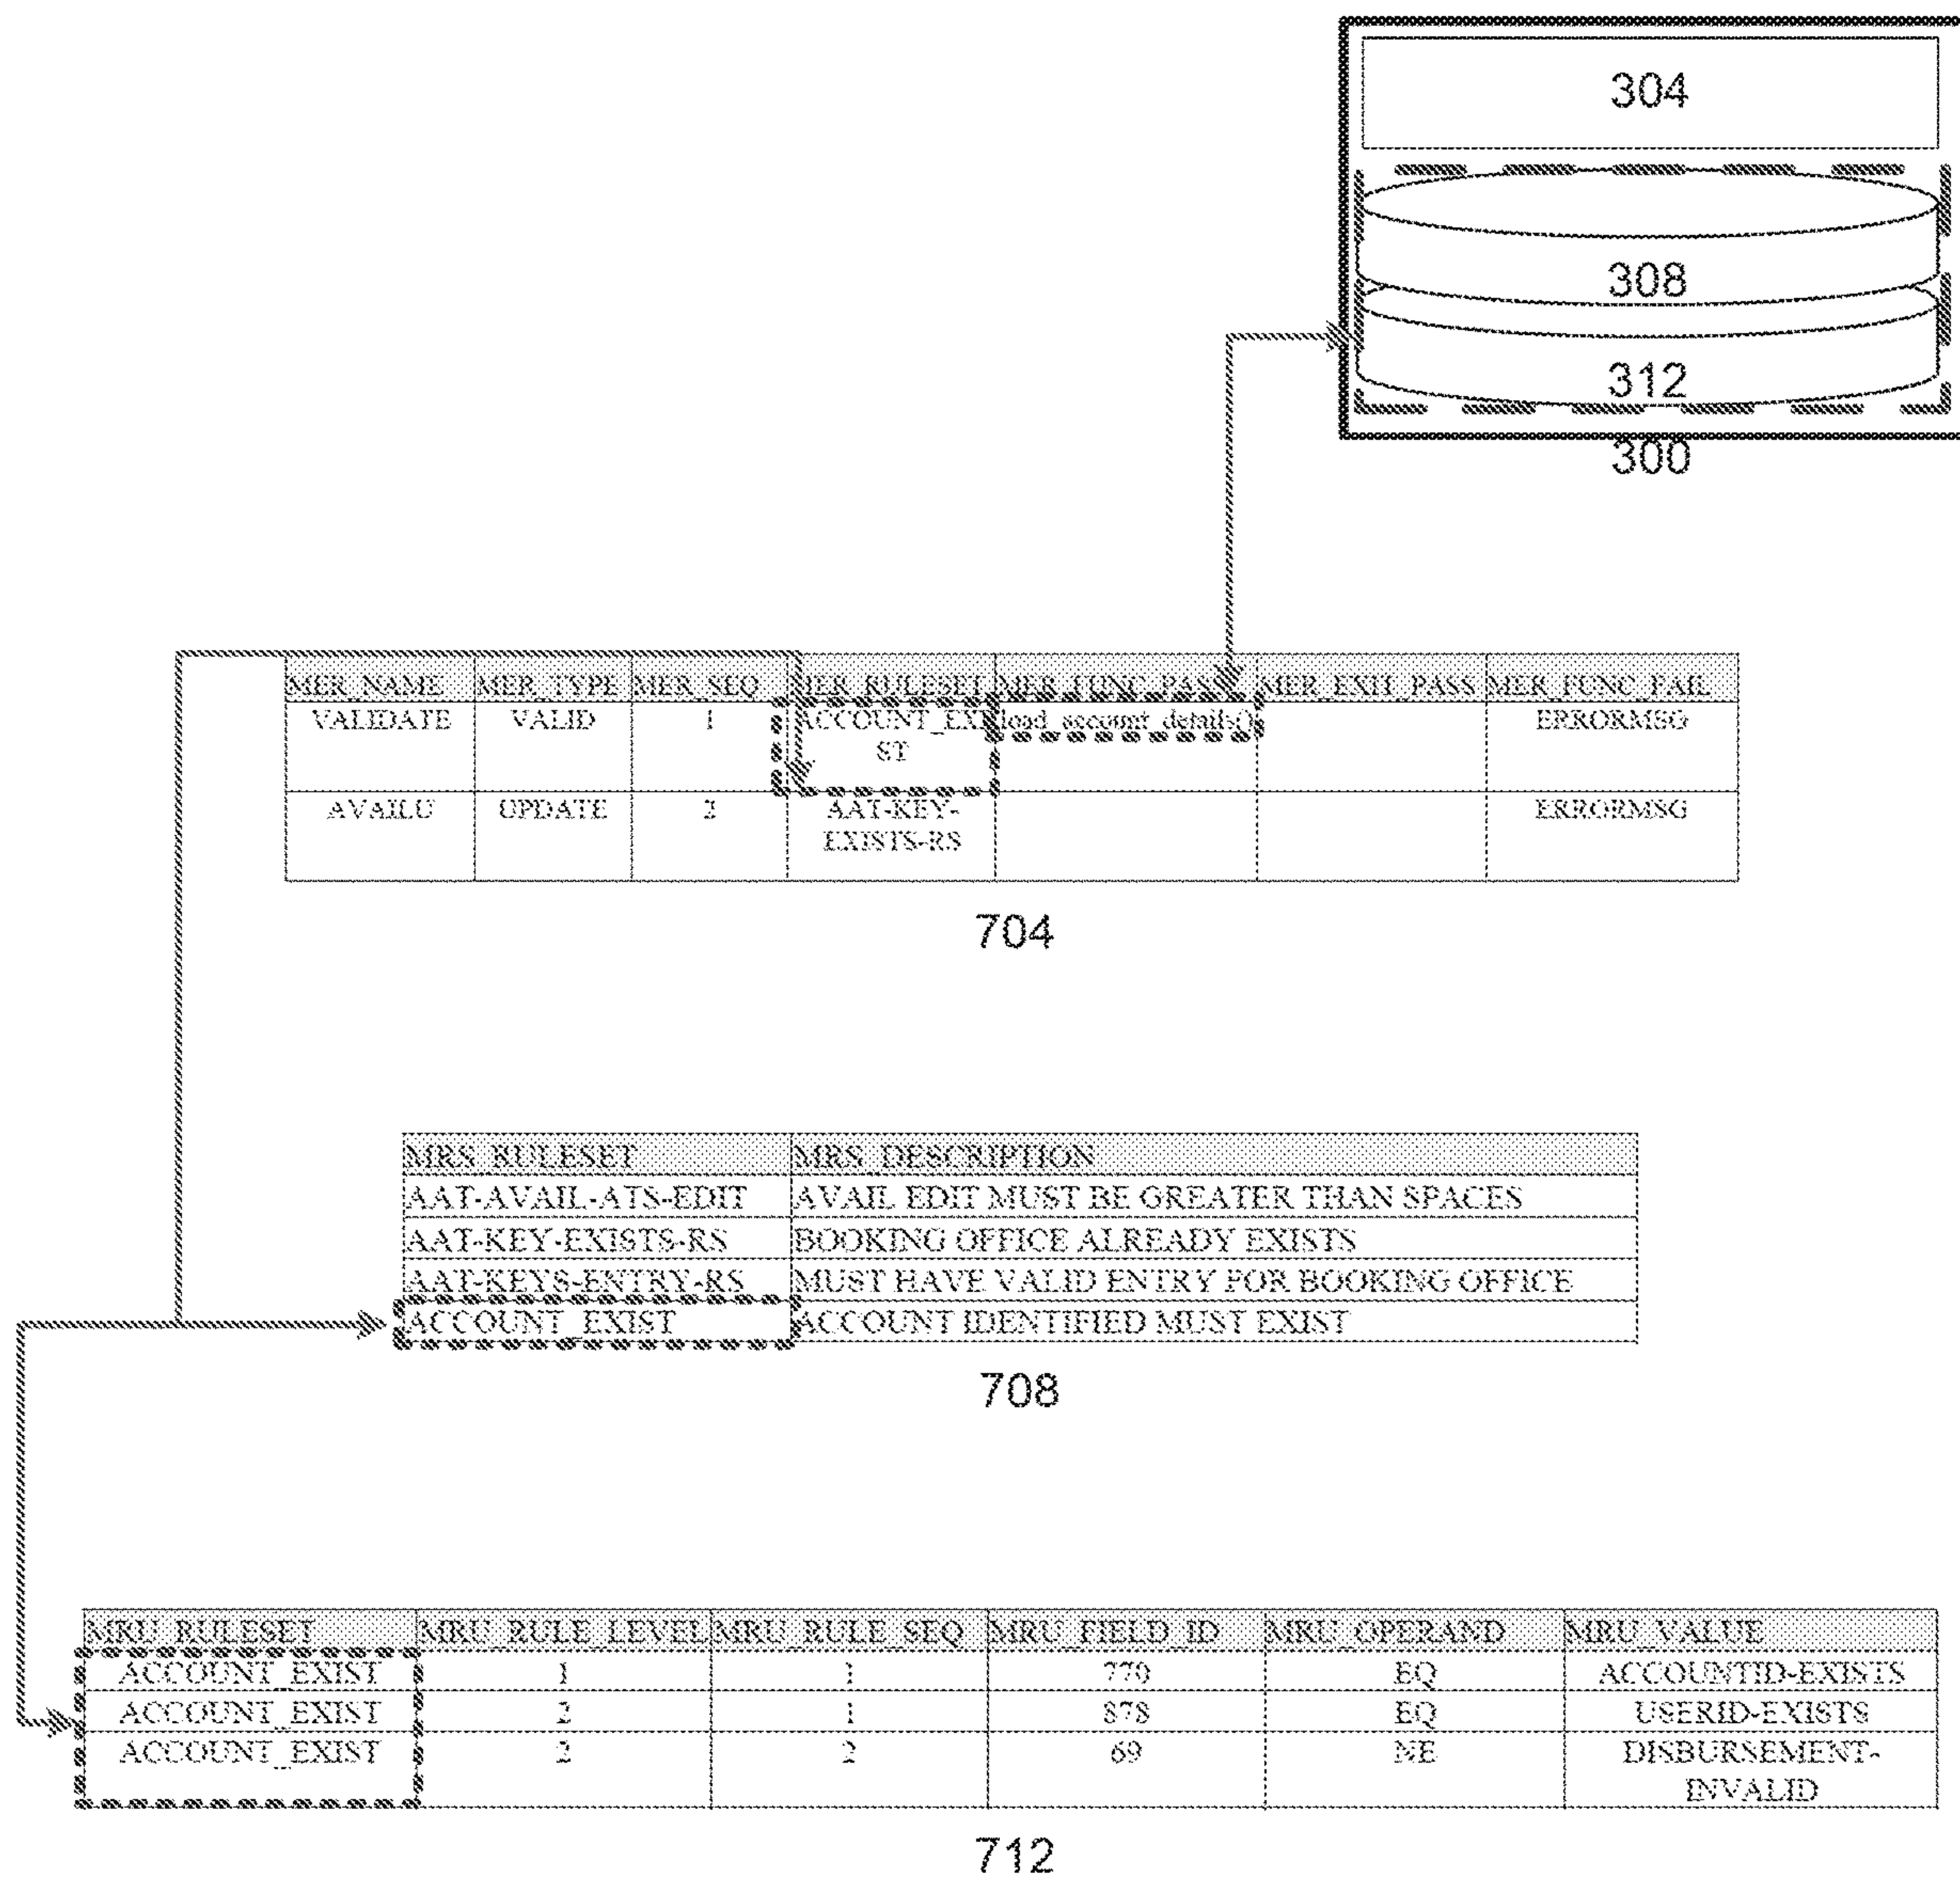 304
308
312
300
MER_NAME MER_TYPE MER_SEQ MER_RULESET MER_FUNC_PASS MER_EXIT_PASS MER_FUNC_FAIL
VALIDATE VALID 1 ACCOUNT_EXI load_account_details() ERRORMSG
ST
AVAILU UPDATE 2 AAT-KEY- ERRORMSG
EXISTS-RS
704
MRS_RULESET MRS_DESCRIPTION
AAT-AVAIL-ATS-EDIT AVAIL EDIT MUST BE GREATER THAN SPACES
AAT-KEY-EXISTS-RS BOOKING OFFICE ALREADY EXISTS
AAT-KEYS-ENTRY-RS MUST HAVE VALID ENTRY FOR BOOKING OFFICE
ACCOUNT_EXIST ACCOUNT IDENTIFIED MUST EXIST
708
MRU_RULESET MRU_RULE_LEVEL MRU_RULE_SEQ MRU_FIELD_ID MRU_OPERAND MRU_VALUE
ACCOUNT_EXIST 1 1 770 EQ ACCOUNTID-EXISTS
ACCOUNT_EXIST 2 1 878 EQ USERID-EXISTS
ACCOUNT_EXIST 2 2 69 NE DISBURSEMENT-
INVALID
712